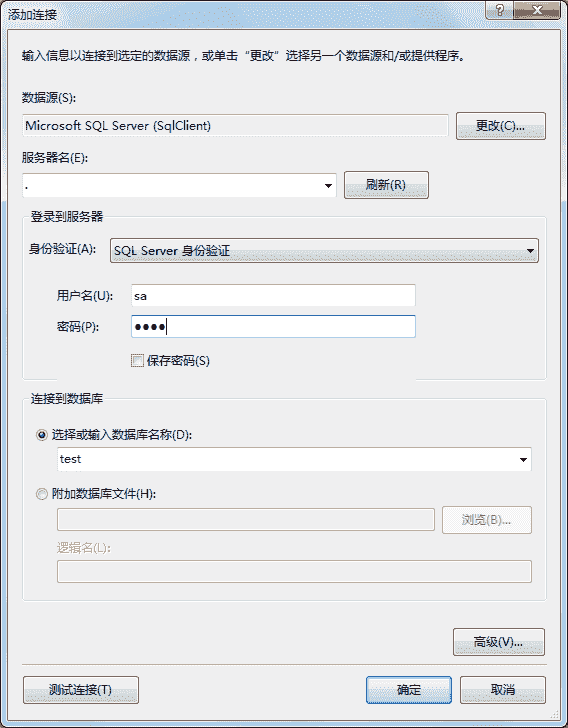 添加连接
输入信息以连接到选定的数据源，或单击“更改”选择另一个数据源和/或提供程序。
数据源(S):
Microsoft SQL Server (SqlClient)
更改(C)...
服务器名(E):
.
刷新(R)
登录到服务器
身份验证(A):
SQL Server 身份验证
用户名(U):
sa
密码(P):
●●●●
保存密码(S)
连接到数据库
选择或输入数据库名称(D):
test
附加数据库文件(H):
浏览(B)...
逻辑名(L):
高级(V)...
测试连接(T)
确定
取消